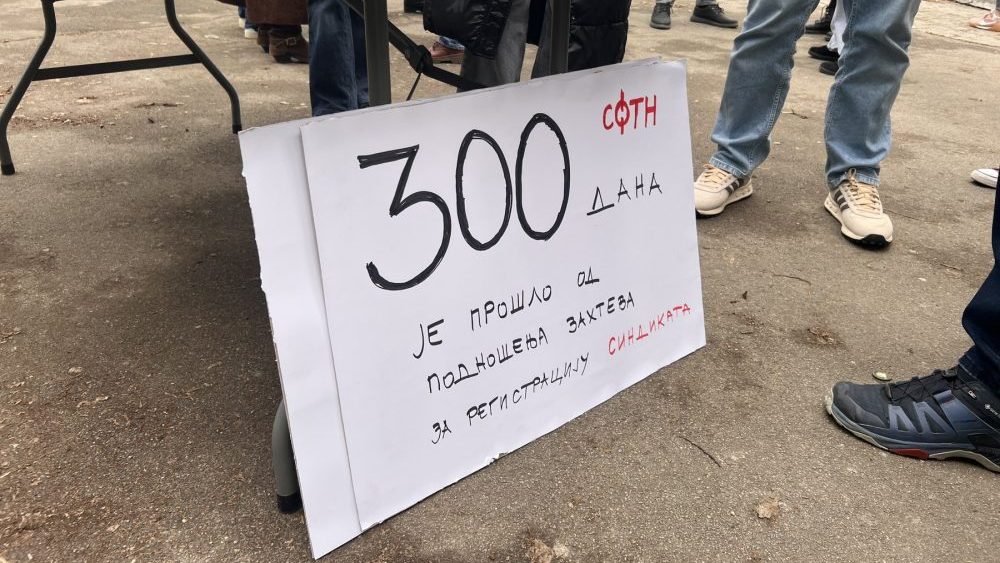 СФТН
300
ДАНА
ЈЕ ПРОШЛО ОД
ПОДНОШЕЊА ЗАХТЕВА
ЗА РЕГИСТРАЦИЈУ СИНДИКАТА